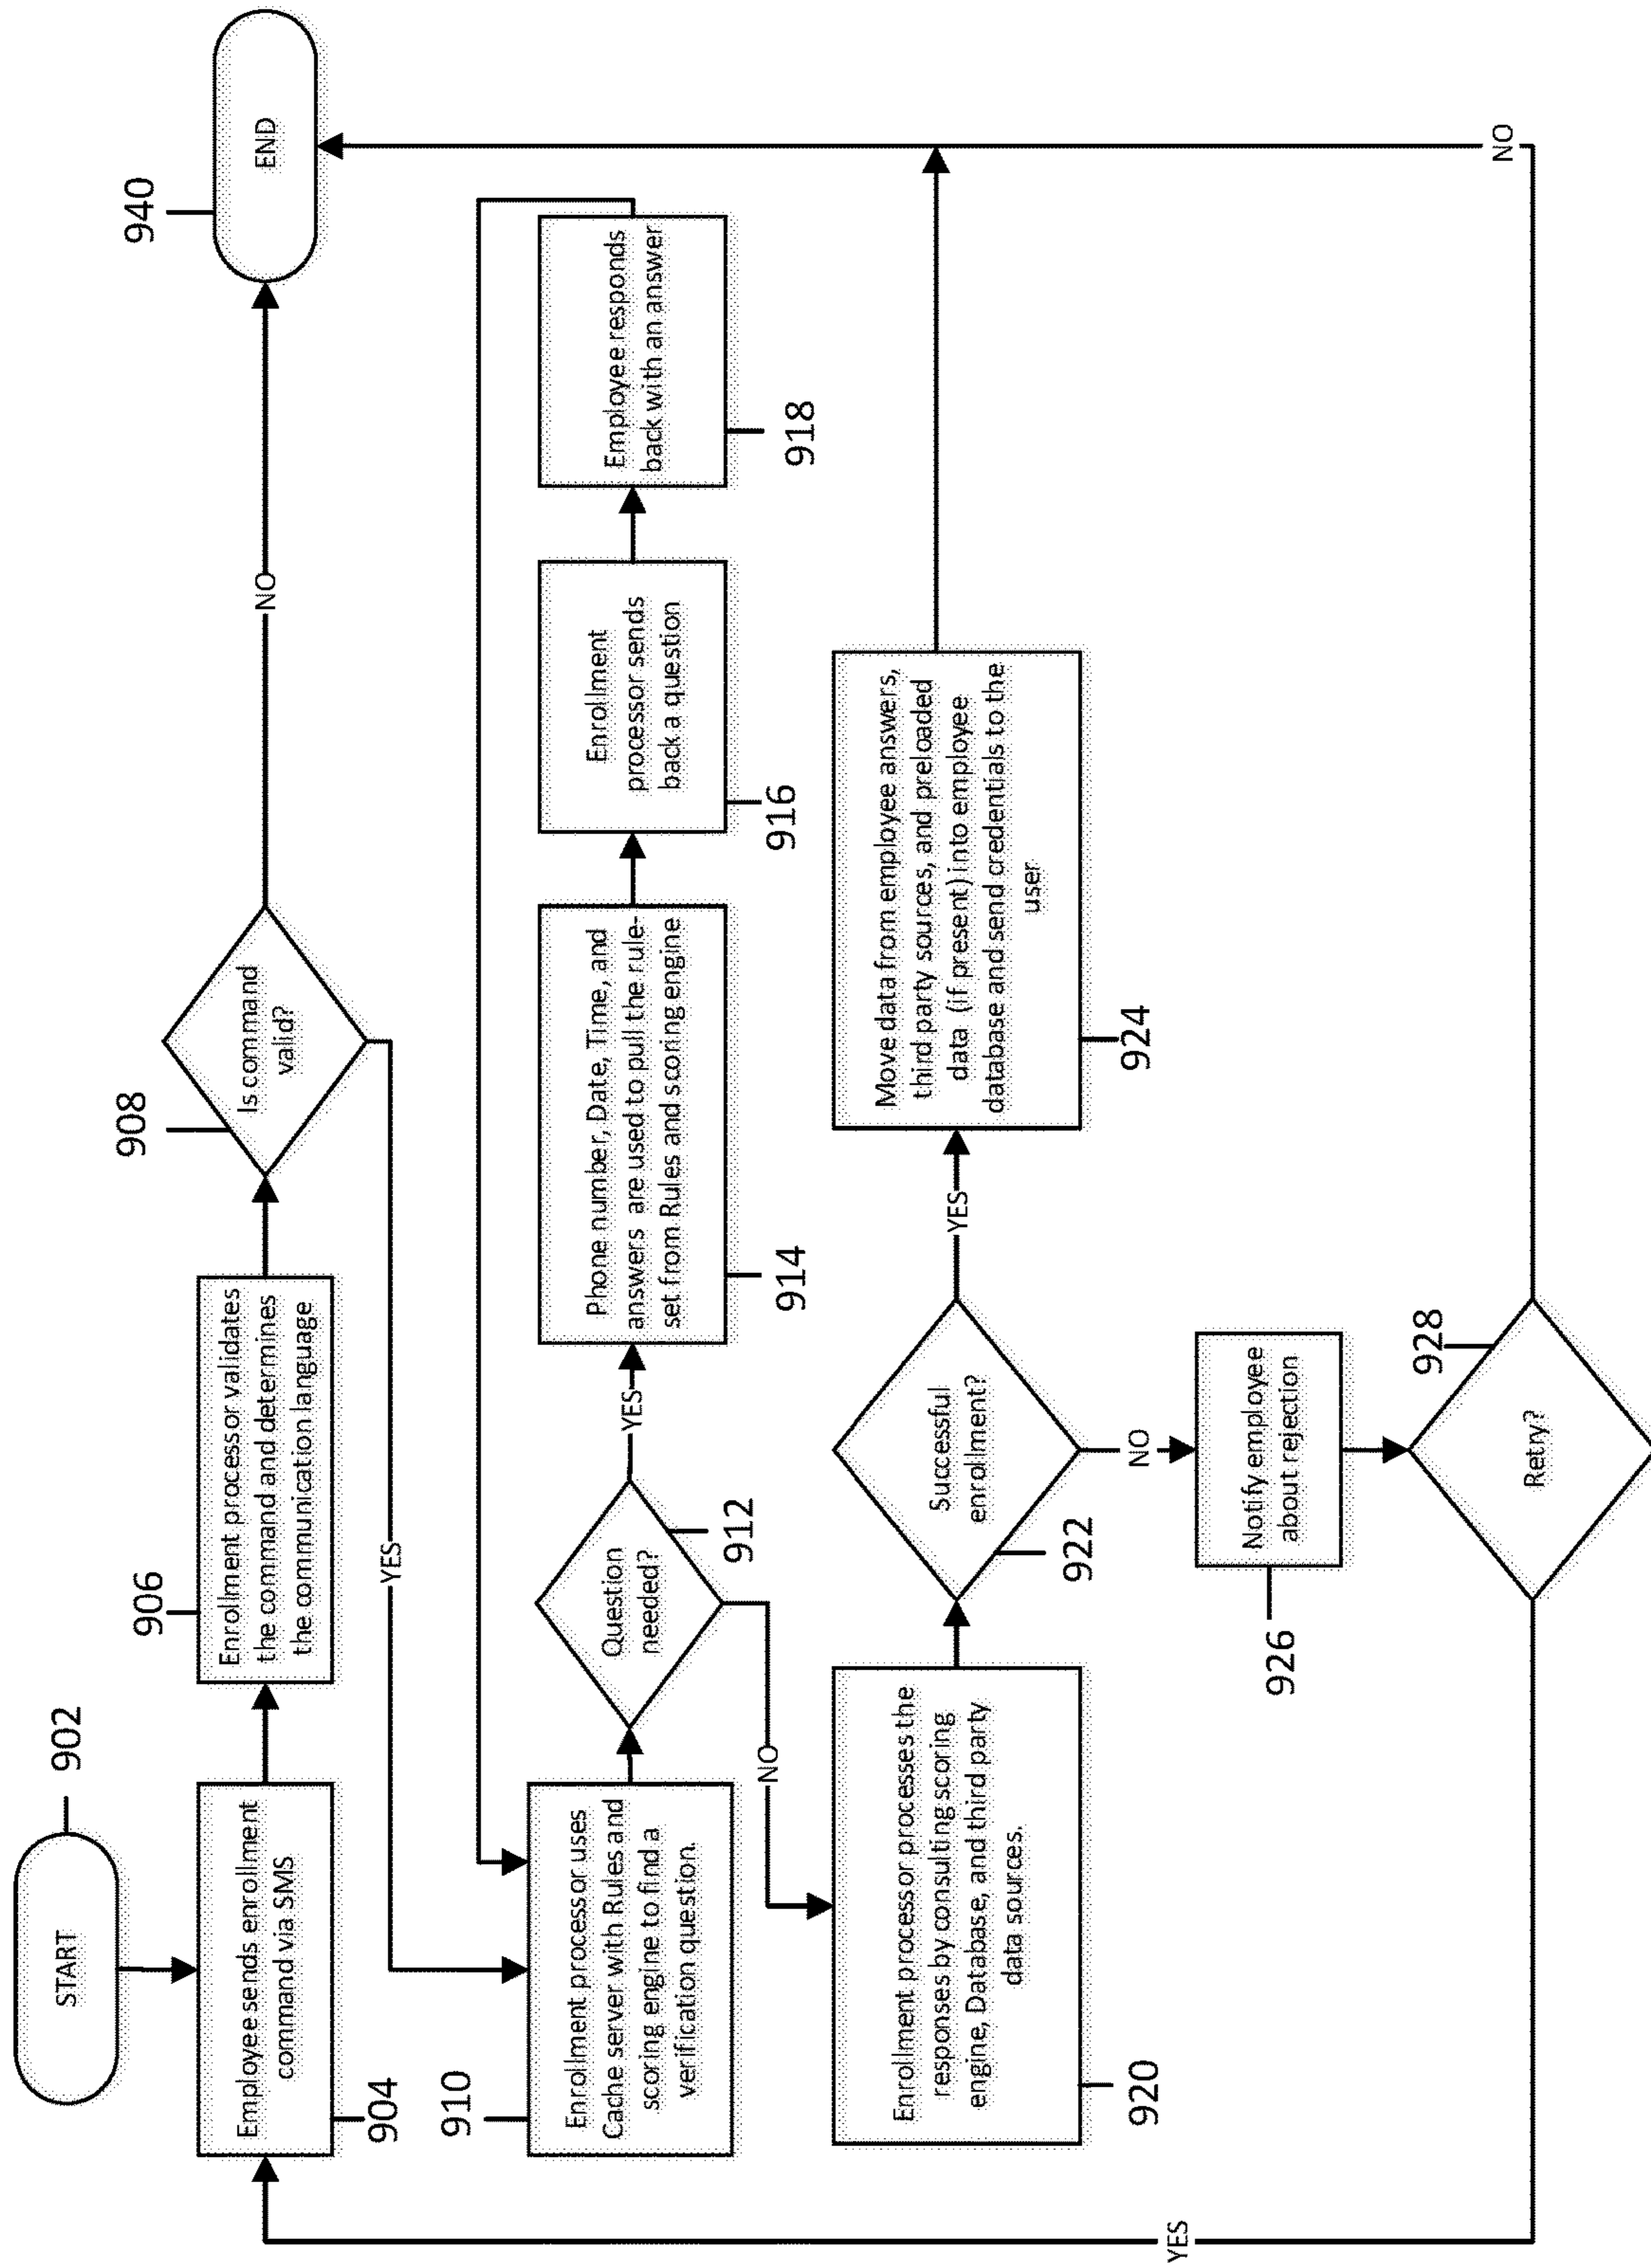 START
902
Employee sends enrollment
command via SMS
904
Enrollment processor validates
the command and determines
the communication language
906
Is command
valid?
908
NO
END
940
YES
Enrollment processor uses
Cache server with Rules and
scoring engine to find a
verification question.
910
Question
needed?
912
YES
Phone number, Date, Time, and
answers are used to pull the rule-
set from Rules and scoring engine
914
Enrollment
processor sends
back a question
916
Employee responds
back with an answer
918
NO
Enrollment processor processes the
responses by consulting scoring
engine, Database, and third party
data sources.
920
Successful
enrollment?
922
YES
Move data from employee answers,
third party sources, and preloaded
data (if present) into employee
database and send credentials to the
user
924
NO
Notify employee
about rejection
926
Retry?
928
NO
YES